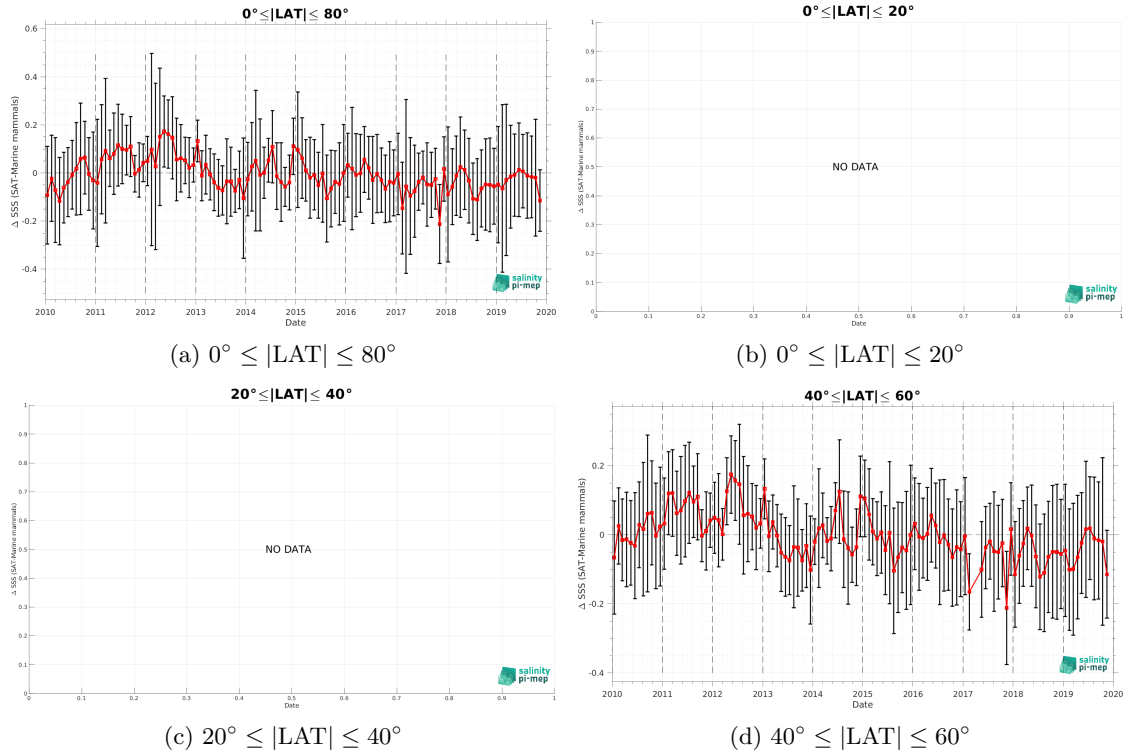 0°≤|LAT|≤ 80°
Δ SSS (SAT-Marine mammals)
0.6
0.4
0.2
0
-0.2
-0.4
2010 2011 2012 2013 2014 2015 2016 2017 2018 2019 2020
Date
salinity
pi-mep
(a) 0° ≤ |LAT| ≤ 80°
0°≤|LAT|≤ 20°
Δ SSS (SAT-Marine mammals)
1
0.9
0.8
0.7
0.6
0.5
0.4
0.3
0.2
0.1
0
NO DATA
0 0.1 0.2 0.3 0.4 0.5 0.6 0.7 0.8 0.9 1
Date
salinity
pi-mep
(b) 0° ≤ |LAT| ≤ 20°
20°≤|LAT|≤ 40°
Δ SSS (SAT-Marine mammals)
1
0.9
0.8
0.7
0.6
0.5
0.4
0.3
0.2
0.1
0
NO DATA
0 0.1 0.2 0.3 0.4 0.5 0.6 0.7 0.8 0.9 1
Date
salinity
pi-mep
(c) 20° ≤ |LAT| ≤ 40°
40°≤|LAT|≤ 60°
Δ SSS (SAT-Marine mammals)
0.2
0
-0.2
-0.4
2010 2011 2012 2013 2014 2015 2016 2017 2018 2019 2020
Date
salinity
pi-mep
(d) 40° ≤ |LAT| ≤ 60°